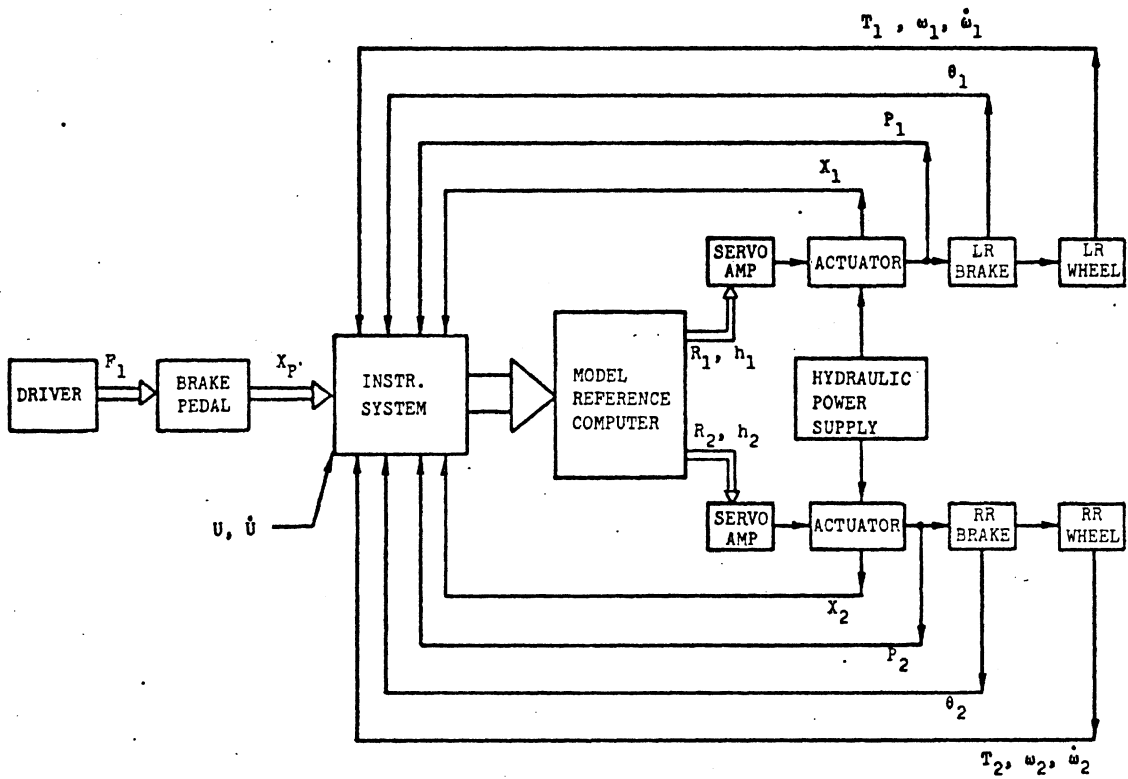 T₁ , ω₁, ω̇₁
θ₁
P₁
X₁
SERVO
AMP
ACTUATOR
LR
BRAKE
LR
WHEEL
R₁, h₁
F₁
X_P
DRIVER
BRAKE
PEDAL
INSTR.
SYSTEM
MODEL
REFERENCE
COMPUTER
HYDRAULIC
POWER
SUPPLY
R₂, h₂
U, U̇
SERVO
AMP
ACTUATOR
RR
BRAKE
RR
WHEEL
X₂
P₂
θ₂
T₂, ω₂, ω̇₂